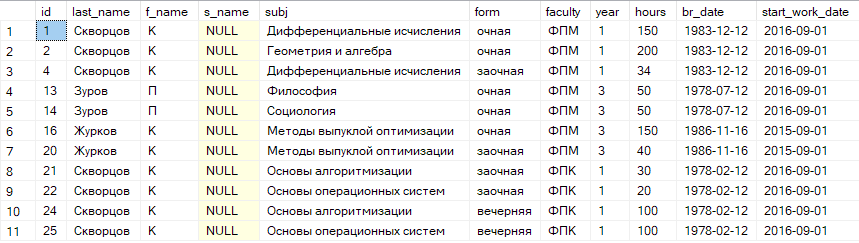 id last_name f_name s_name subj form faculty year hours br_date start_work_date
1 1 Скворцов К NULL Дифференциальные исчисления очная ФПМ 1 150 1983-12-12 2016-09-01
2 2 Скворцов К NULL Геометрия и алгебра очная ФПМ 1 200 1983-12-12 2016-09-01
3 4 Скворцов К NULL Дифференциальные исчисления заочная ФПМ 1 34 1983-12-12 2016-09-01
4 13 Зуров П NULL Философия очная ФПМ 3 50 1978-07-12 2016-09-01
5 14 Зуров П NULL Социология очная ФПМ 3 50 1978-07-12 2016-09-01
6 16 Журков К NULL Методы выпуклой оптимизации очная ФПМ 3 150 1986-11-16 2015-09-01
7 20 Журков К NULL Методы выпуклой оптимизации заочная ФПМ 3 40 1986-11-16 2015-09-01
8 21 Скворцов К NULL Основы алгоритмизации заочная ФПК 1 30 1978-02-12 2016-09-01
9 22 Скворцов К NULL Основы операционных систем заочная ФПК 1 20 1978-02-12 2016-09-01
10 24 Скворцов К NULL Основы алгоритмизации вечерняя ФПК 1 100 1978-02-12 2016-09-01
11 25 Скворцов К NULL Основы операционных систем вечерняя ФПК 1 100 1978-02-12 2016-09-01